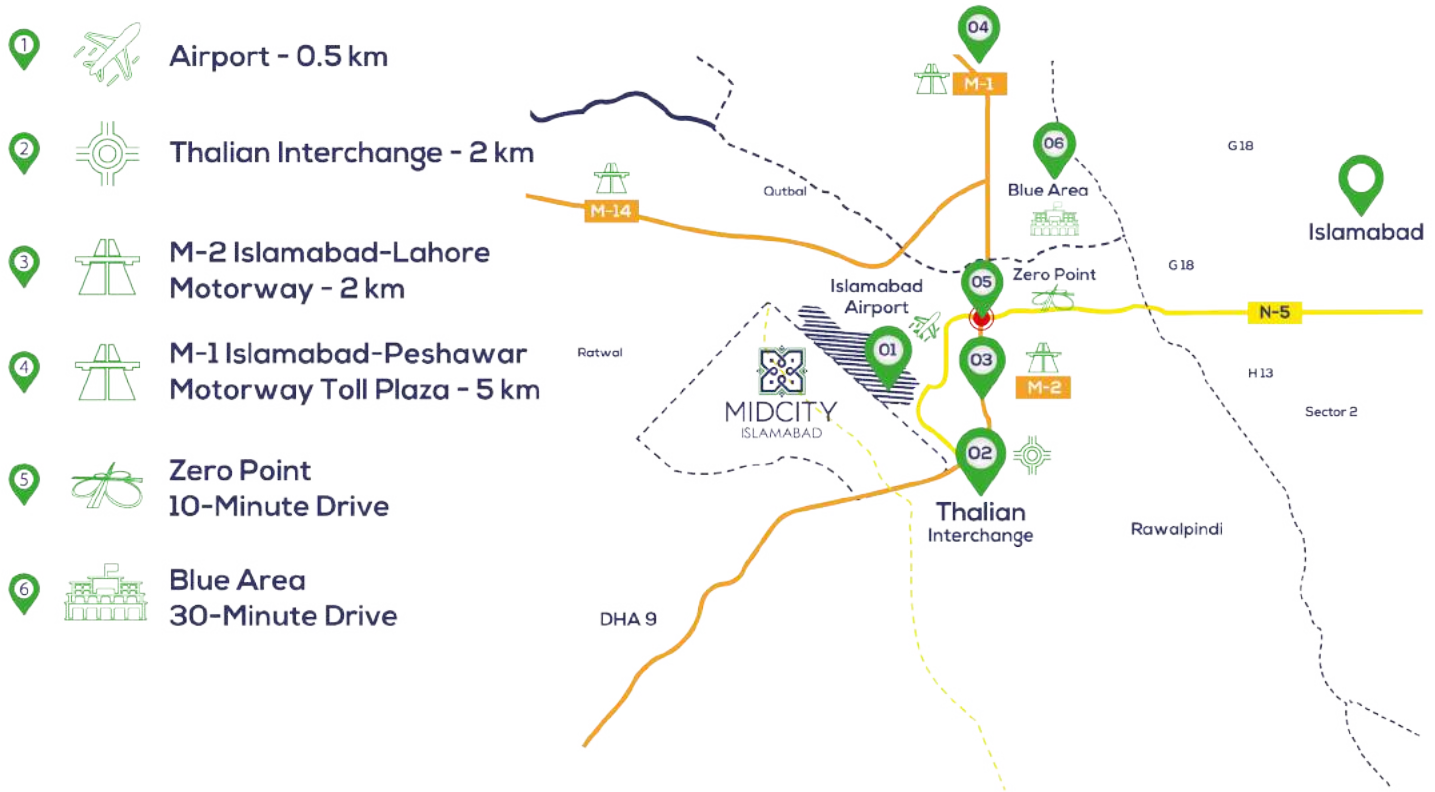 1
Airport - 0.5 km
2
Thalian Interchange - 2 km
3
M-2 Islamabad-Lahore
Motorway - 2 km
4
M-1 Islamabad-Peshawar
Motorway Toll Plaza - 5 km
5
Zero Point
10-Minute Drive
6
Blue Area
30-Minute Drive
04
M-1
06
Blue Area
G 18
Islamabad
Qutbal
M-14
G 18
05
Zero Point
Islamabad
Airport
N-5
01
03
M-2
Ratwal
MIDCITY
ISLAMABAD
H 13
Sector 2
02
Thalian
Interchange
Rawalpindi
DHA 9